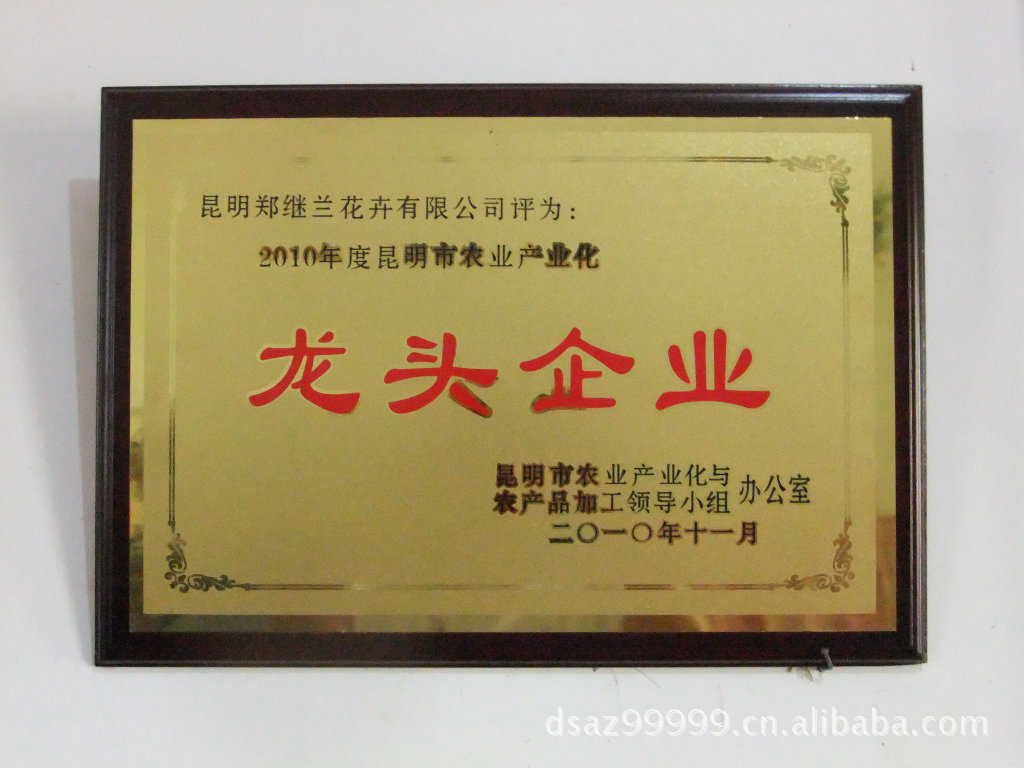 昆明郑继兰花卉有限公司评为：
2010年度昆明市农业产业化
龙头企业
昆明市农业产业化与
农产品加工领导小组 办公室
二〇一〇年十一月
dsaz99999.cn.alibaba.com